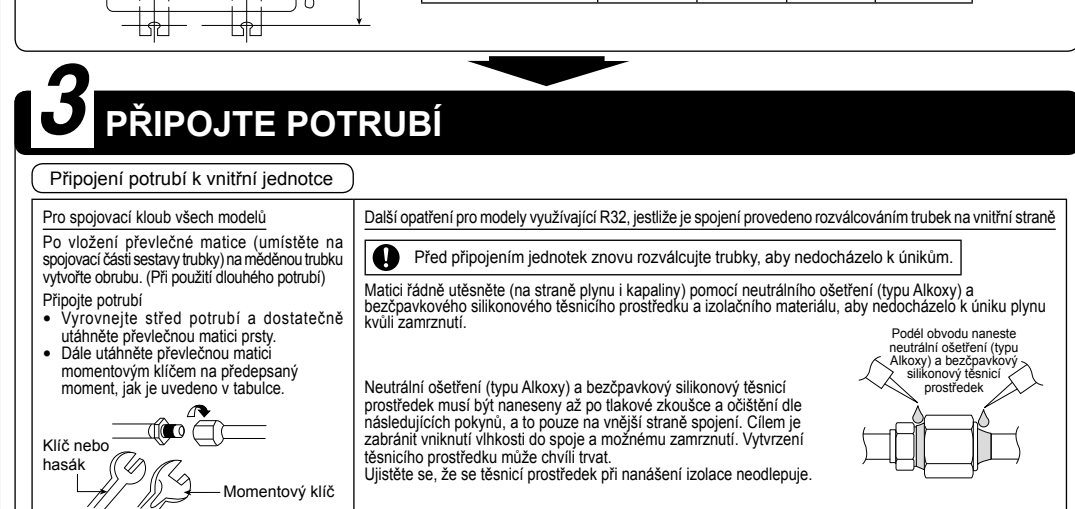 3 PŘIPOJTE POTRUBÍ
Připojení potrubí k vnitřní jednotce
Pro spojovací kloub všech modelů
Po vložení převlečné matice (umístěte na
spojovací části sestavy trubky) na měděnou trubku
vytvořte obrubu. (Při použití dlouhého potrubí)
Připojte potrubí
• Vyrovnejte střed potrubí a dostatečně
utáhněte převlečnou matici prsty.
• Dále utáhněte převlečnou matici
momentovým klíčem na předepsaný
moment, jak je uvedeno v tabulce.
Klíč nebo
hasák
Momentový klíč
Další opatření pro modely využívající R32, jestliže je spojení provedeno rozválcováním trubek na vnitřní straně
Před připojením jednotek znovu rozválcujte trubky, aby nedocházelo k únikům.
Matici řádně utěsněte (na straně plynu i kapaliny) pomocí neutrálního ošetření (typu Alkoxy) a
bezčpavkového silikonového těsnicího prostředku a izolačního materiálu, aby nedocházelo k úniku plynu
kvůli zamrznutí.
Neutrální ošetření (typu Alkoxy) a bezčpavkový silikonový těsnicí
prostředek musí být naneseny až po tlakové zkoušce a očištění dle
následujících pokynů, a to pouze na vnější straně spojení. Cílem je
zabránit vniknutí vlhkosti do spoje a možnému zamrznutí. Vytvrzení
těsnicího prostředku může chvíli trvat.
Ujistěte se, že se těsnicí prostředek při nanášení izolace neodlepuje.
Podél obvodu naneste
neutrální ošetření (typu
Alkoxy) a bezčpavkový
silikonový těsnicí
prostředek